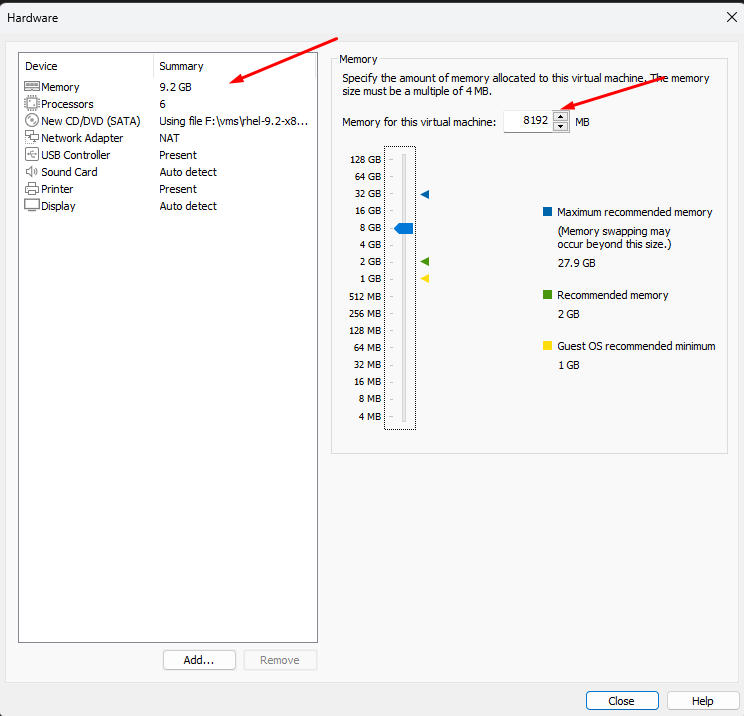 Hardware
Device Summary
Memory 9.2 GB
Processors 6
New CD/DVD (SATA) Using file F:\vms\rhel-9.2-x8...
Network Adapter NAT
USB Controller Present
Sound Card Auto detect
Printer Present
Display Auto detect
Add...
Remove
Memory
Specify the amount of memory allocated to this virtual machine. The memory
size must be a multiple of 4 MB.
Memory for this virtual machine: 8192 MB
128 GB
64 GB
32 GB
16 GB
8 GB
4 GB
2 GB
1 GB
512 MB
256 MB
128 MB
64 MB
32 MB
16 MB
8 MB
4 MB
Maximum recommended memory
(Memory swapping may
occur beyond this size.)
27.9 GB
Recommended memory
2 GB
Guest OS recommended minimum
1 GB
Close
Help